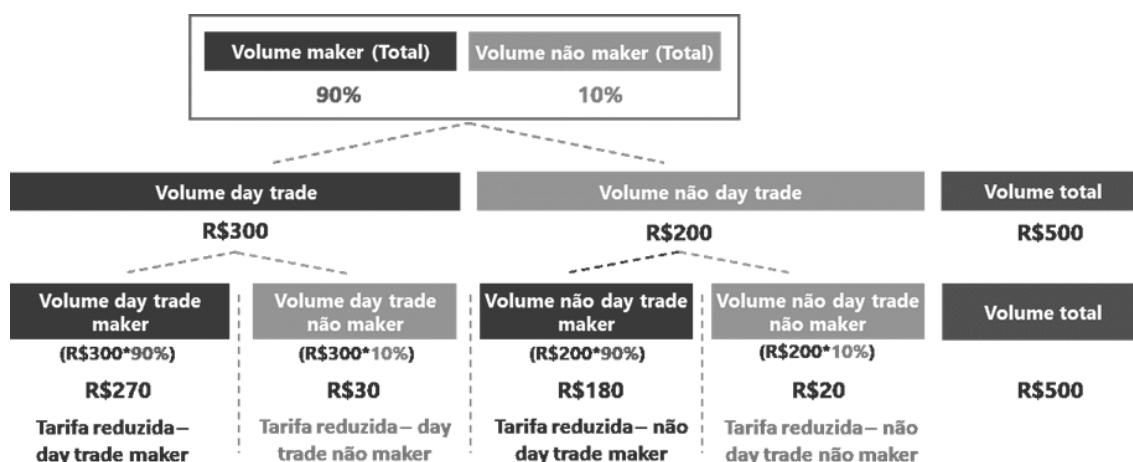 Volume maker (Total)
Volume não maker (Total)
90%
10%
Volume day trade
Volume não day trade
Volume total
R$300
R$200
R$500
Volume day trade
maker
Volume day trade
não maker
Volume não day trade
maker
Volume não day trade
não maker
Volume total
(R$300*90%)
(R$300*10%)
(R$200*90%)
(R$200*10%)
R$270
R$30
R$180
R$20
R$500
Tarifa reduzida–
day trade maker
Tarifa reduzida– day
trade não maker
Tarifa reduzida– não
day trade maker
Tarifa reduzida– não
day trade não maker